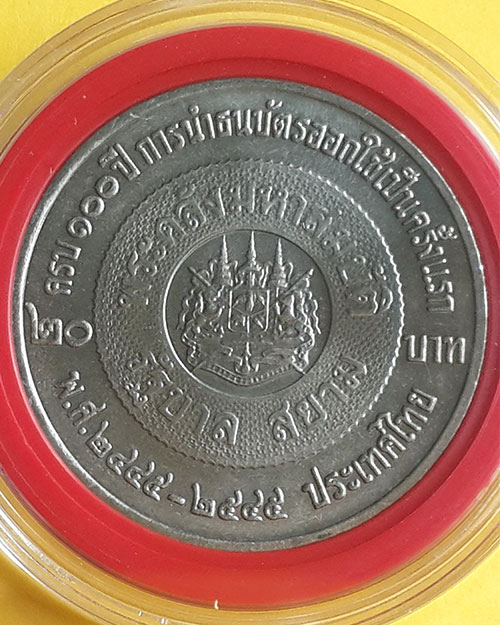 ครบ ๑๐๐ ปี การนำธนบัตรออกใช้เป็นครั้งแรก
๒๐ บาท
พ.ศ. ๒๔๔๕-๒๕๔๕ ประเทศไทย
พระคลังมหาสมบัติ
รัฐบาล สยาม